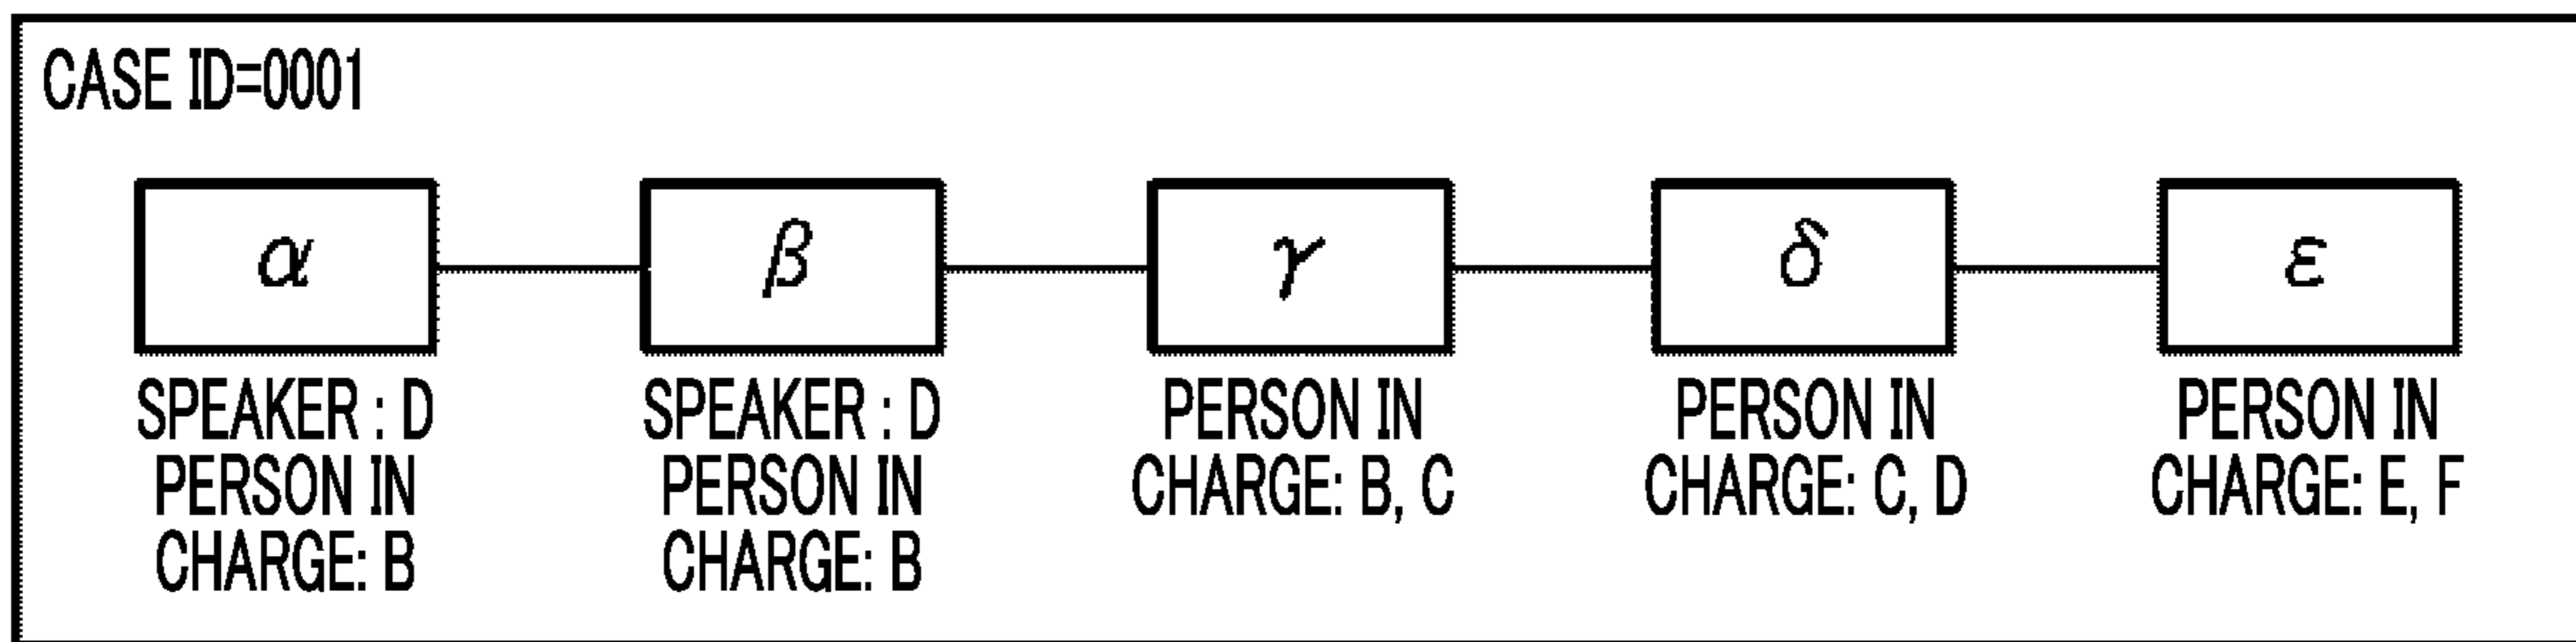 CASE ID=0001
α
β
γ
δ
ε
SPEAKER : D
PERSON IN
CHARGE: B
SPEAKER : D
PERSON IN
CHARGE: B
PERSON IN
CHARGE: B, C
PERSON IN
CHARGE: C, D
PERSON IN
CHARGE: E, F